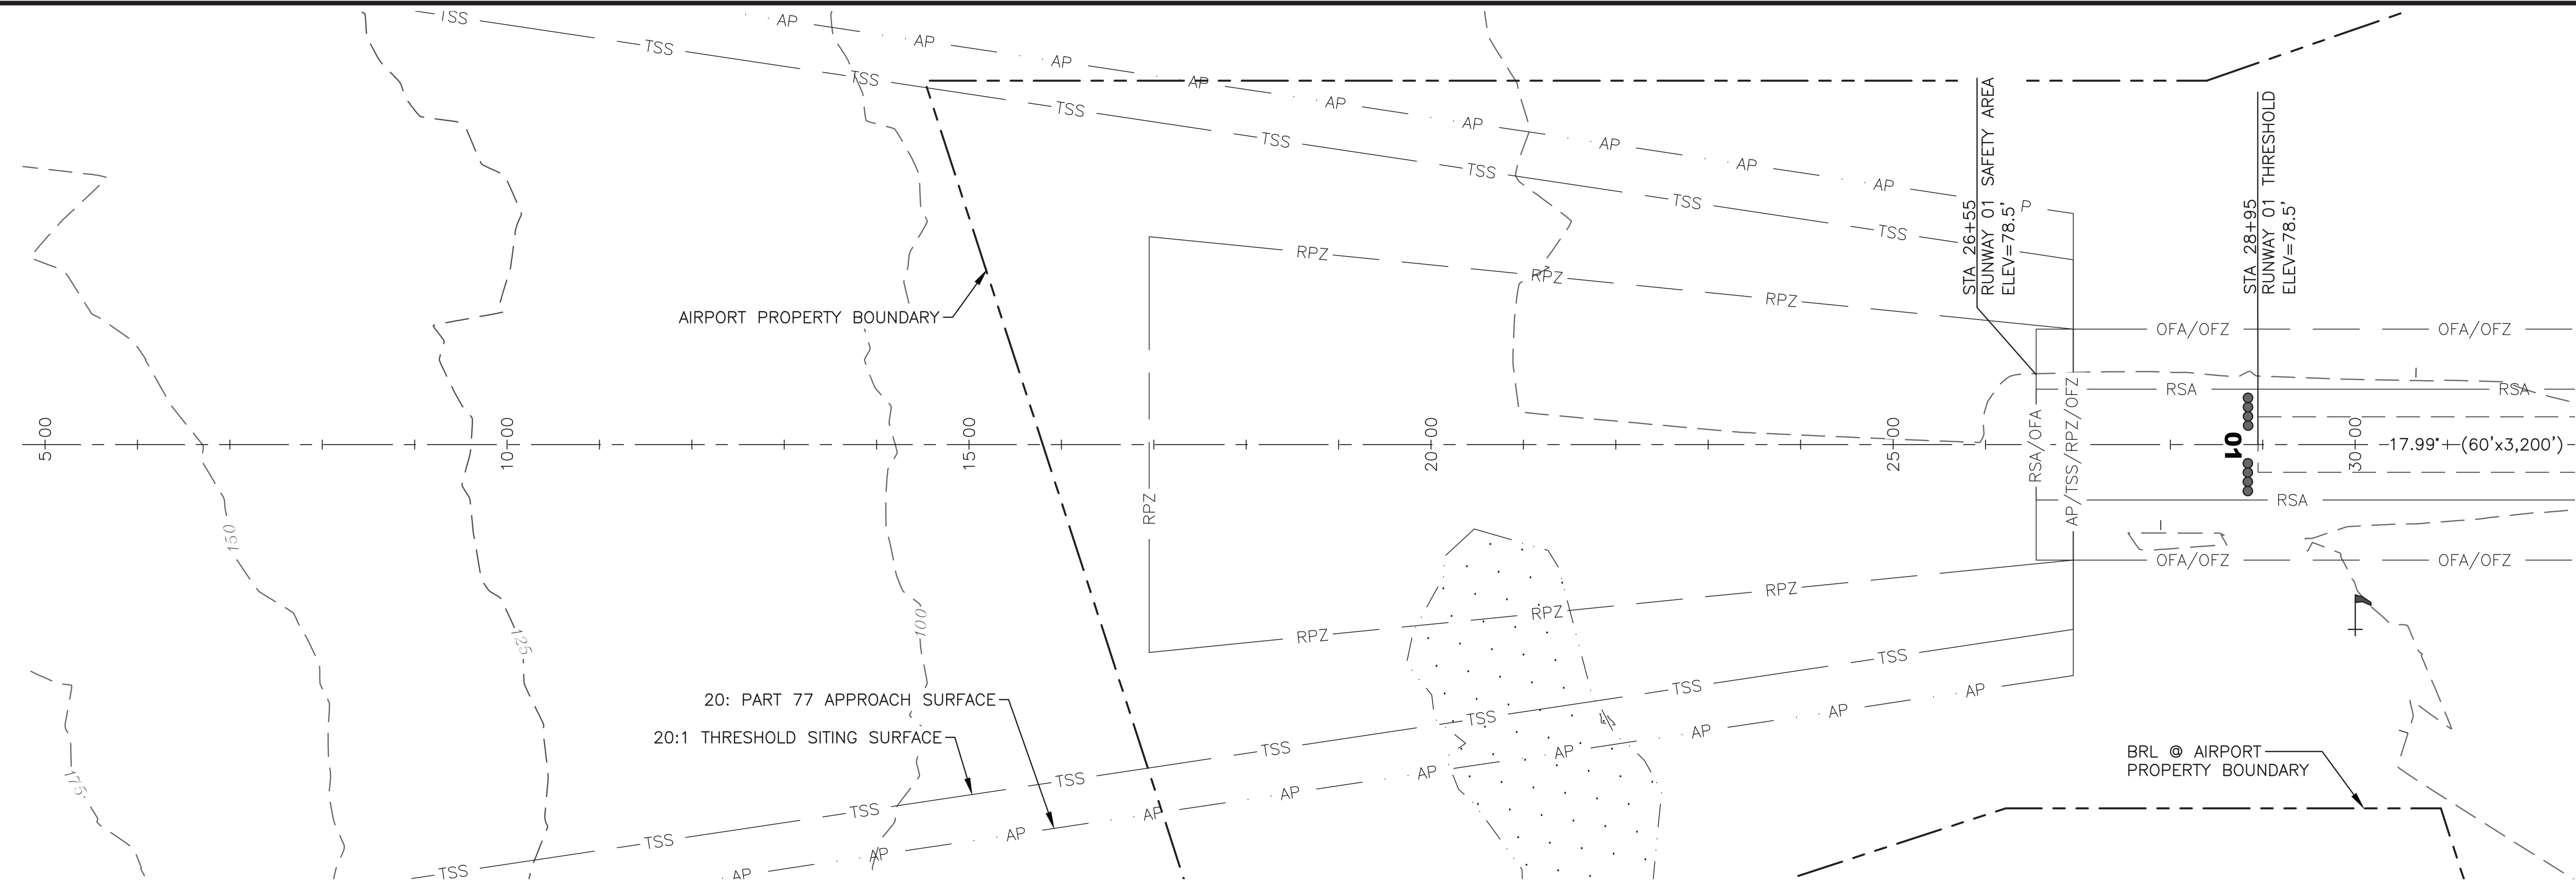 TSS
AP
TSS
AP
AP
TSS
AP
TSS
AP
AP
TSS
AP
TSS
AP
TSS
AP
TSS
P
TSS
STA 26+55
RUNWAY 01 SAFETY AREA
ELEV=78.5'
STA 28+95
RUNWAY 01 THRESHOLD
ELEV=78.5'
RPZ
RPZ
RPZ
AIRPORT PROPERTY BOUNDARY
OFA/OFZ
OFA/OFZ
RSA
RSA
5+00
10+00
15+00
20+00
25+00
30+00
RSA/OFA
AP/TSS/RPZ/OFZ
01
17.99°
(60'x3,200')
RPZ
RSA
150
OFA/OFZ
OFA/OFZ
RPZ
RPZ
RPZ
100
125
TSS
TSS
TSS
TSS
TSS
TSS
TSS
TSS
AP
AP
AP
AP
AP
AP
AP
AP
AP
AP
20: PART 77 APPROACH SURFACE
20:1 THRESHOLD SITING SURFACE
175
BRL @ AIRPORT
PROPERTY BOUNDARY